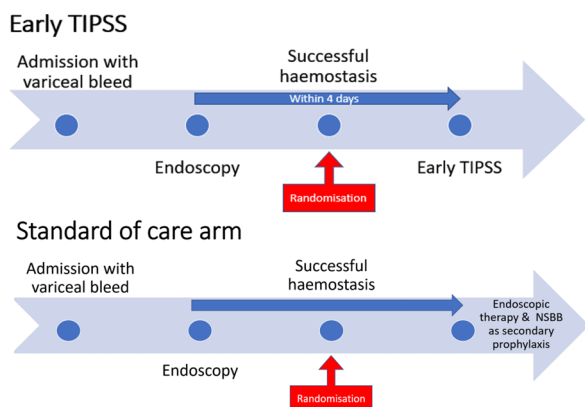 Early TIPSS
Admission with
variceal bleed
Successful
haemostasis
Within 4 days
Endoscopy
Early TIPSS
Randomisation
Standard of care arm
Admission with
variceal bleed
Successful
haemostasis
Endoscopic
therapy & NSBB
as secondary
prophylaxis
Endoscopy
Randomisation